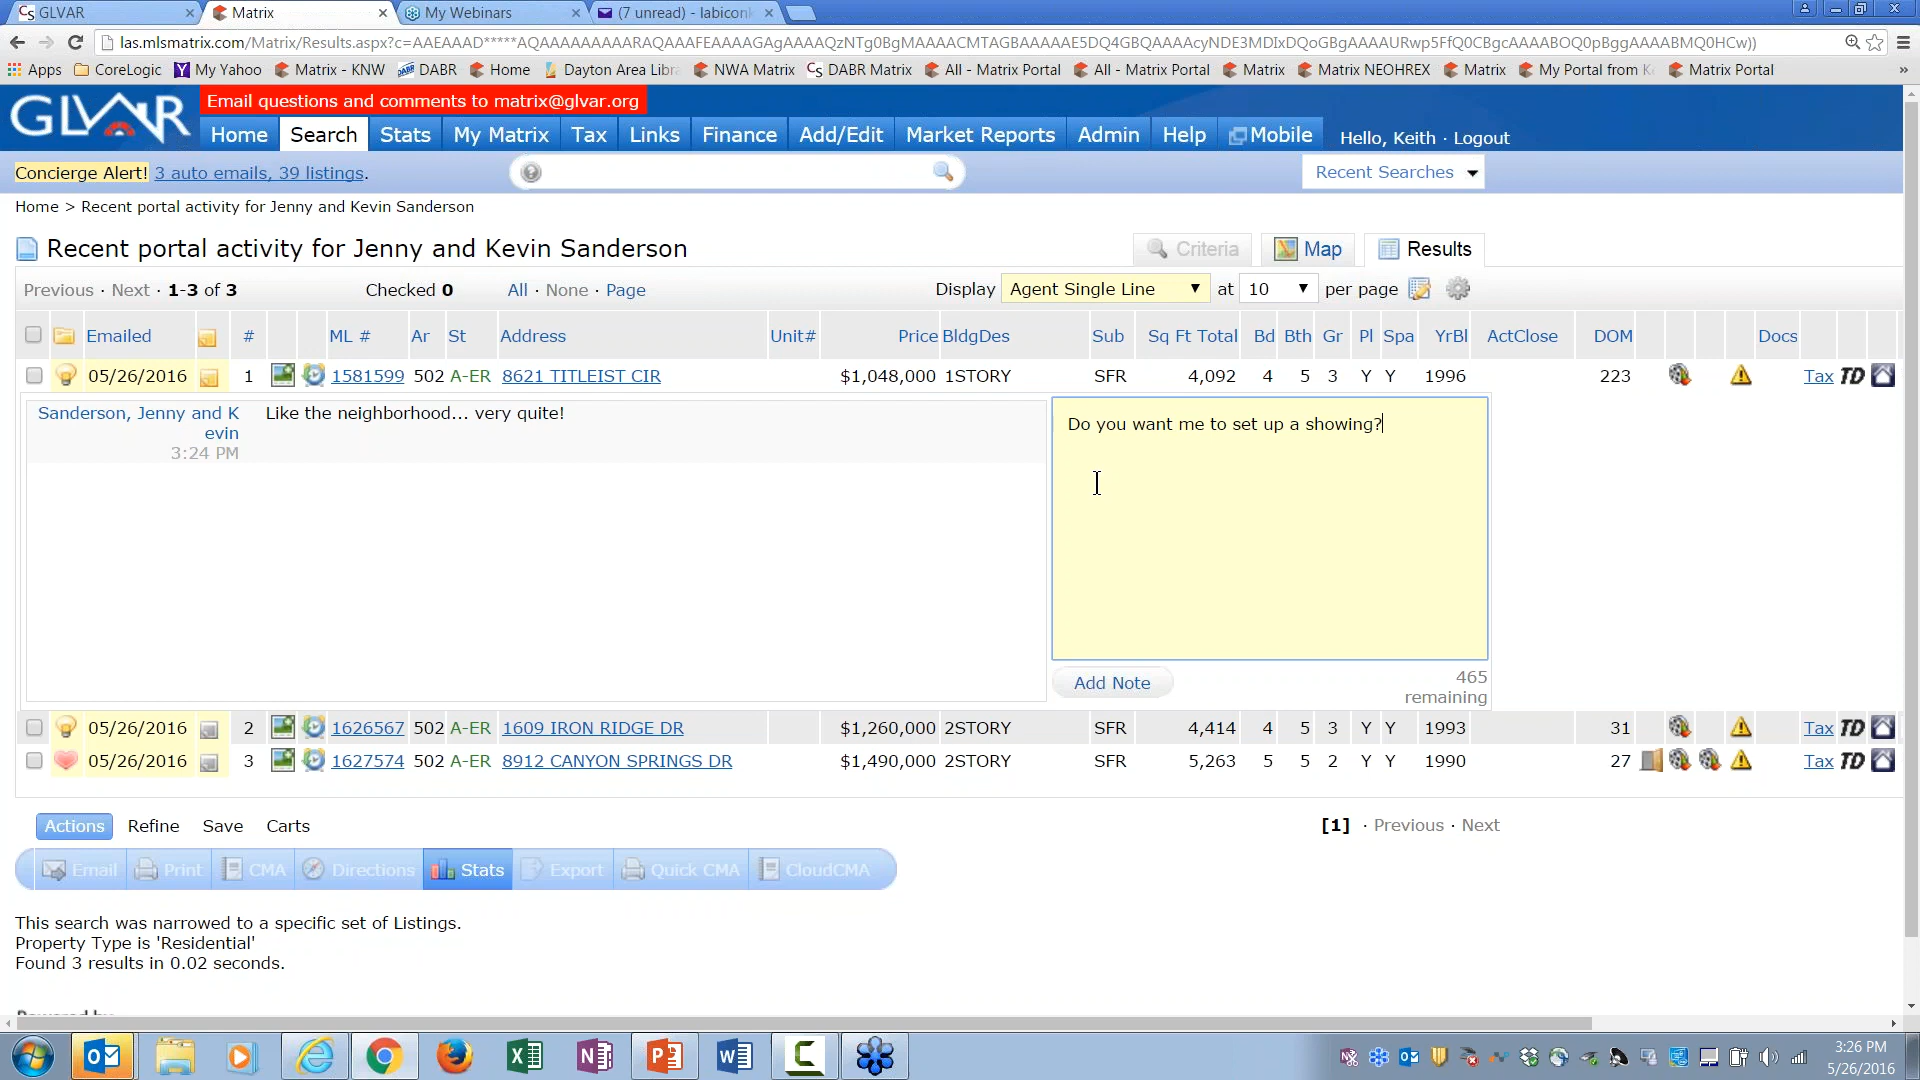 GLVAR
Matrix
My Webinars
(7 unread) - labiconk
las.mlsmatrix.com/Matrix/Results.aspx?c=AAEAAAD*****AQAAAAAAAAARAQAAAFEAAAAGAgAAAAQzNTg0BgMAAAACMTAGBAAAAAE5DQ4GBQAAAAcyNDE3MDIxDQoGBgAAAAURwp5FfQ0CBgcAAAABOQ0pBggAAAABMQ0HCw))
Apps
CoreLogic
My Yahoo
Matrix - KNW
DABR
Home
Dayton Area Libra
NWA Matrix
DABR Matrix
All - Matrix Portal
All - Matrix Portal
Matrix
Matrix NEOHREX
Matrix
My Portal from K
Matrix Portal
GLVAR
Email questions and comments to matrix@glvar.org
Home Search Stats My Matrix Tax Links Finance Add/Edit Market Reports Admin Help Mobile Hello, Keith · Logout
Concierge Alert! 3 auto emails, 39 listings.
Recent Searches
Home > Recent portal activity for Jenny and Kevin Sanderson
Recent portal activity for Jenny and Kevin Sanderson
Criteria Map Results
Previous · Next · 1-3 of 3 Checked 0 All · None · Page Display Agent Single Line at 10 per page
Emailed # ML # Ar St Address Unit# Price BldgDes Sub Sq Ft Total Bd Bth Gr Pl Spa YrBl ActClose DOM Docs
05/26/2016 1 1581599 502 A-ER 8621 TITLEIST CIR $1,048,000 1STORY SFR 4,092 4 5 3 Y Y 1996 223 Tax TD
Sanderson, Jenny and K
evin
3:24 PM
Like the neighborhood... very quite!
Do you want me to set up a showing?
Add Note
465
remaining
05/26/2016 2 1626567 502 A-ER 1609 IRON RIDGE DR $1,260,000 2STORY SFR 4,414 4 5 3 Y Y 1993 31 Tax TD
05/26/2016 3 1627574 502 A-ER 8912 CANYON SPRINGS DR $1,490,000 2STORY SFR 5,263 5 5 2 Y Y 1990 27 Tax TD
Actions Refine Save Carts
[1] · Previous · Next
Email Print CMA Directions Stats Export Quick CMA CloudCMA
This search was narrowed to a specific set of Listings.
Property Type is 'Residential'
Found 3 results in 0.02 seconds.
3:26 PM
5/26/2016